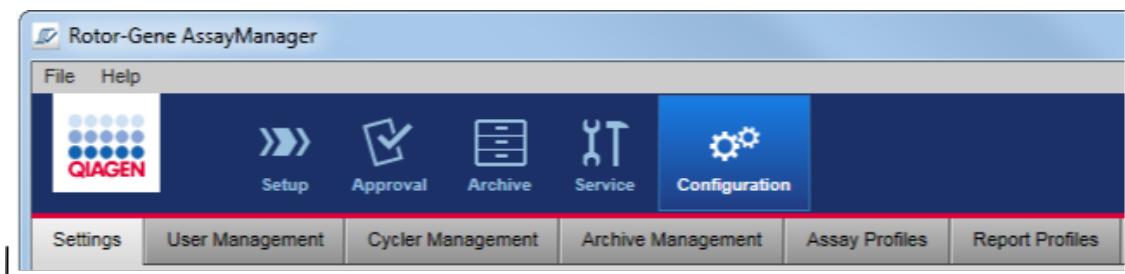 Rotor-Gene AssayManager
File Help
QIAGEN
Setup Approval Archive Service Configuration
Settings User Management Cycler Management Archive Management Assay Profiles Report Profiles